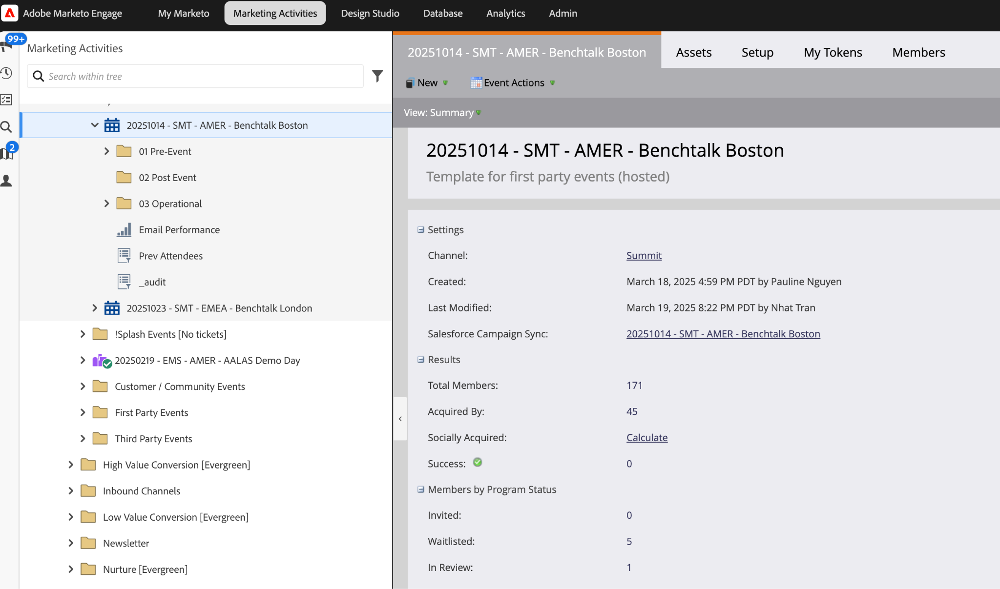 Adobe Marketo Engage
My Marketo
Marketing Activities
Design Studio
Database
Analytics
Admin
99+
2
Marketing Activities
Search within tree
20251014 - SMT - AMER - Benchtalk Boston
01 Pre-Event
02 Post Event
03 Operational
Email Performance
Prev Attendees
_audit
20251023 - SMT - EMEA - Benchtalk London
!Splash Events [No tickets]
20250219 - EMS - AMER - AALAS Demo Day
Customer / Community Events
First Party Events
Third Party Events
High Value Conversion [Evergreen]
Inbound Channels
Low Value Conversion [Evergreen]
Newsletter
Nurture [Evergreen]
20251014 - SMT - AMER - Benchtalk Boston
Assets
Setup
My Tokens
Members
New
Event Actions
View: Summary
20251014 - SMT - AMER - Benchtalk Boston
Template for first party events (hosted)
Settings
Channel: Summit
Created: March 18, 2025 4:59 PM PDT by Pauline Nguyen
Last Modified: March 19, 2025 8:22 PM PDT by Nhat Tran
Salesforce Campaign Sync: 20251014 - SMT - AMER - Benchtalk Boston
Results
Total Members: 171
Acquired By: 45
Socially Acquired: Calculate
Success: 0
Members by Program Status
Invited: 0
Waitlisted: 5
In Review: 1